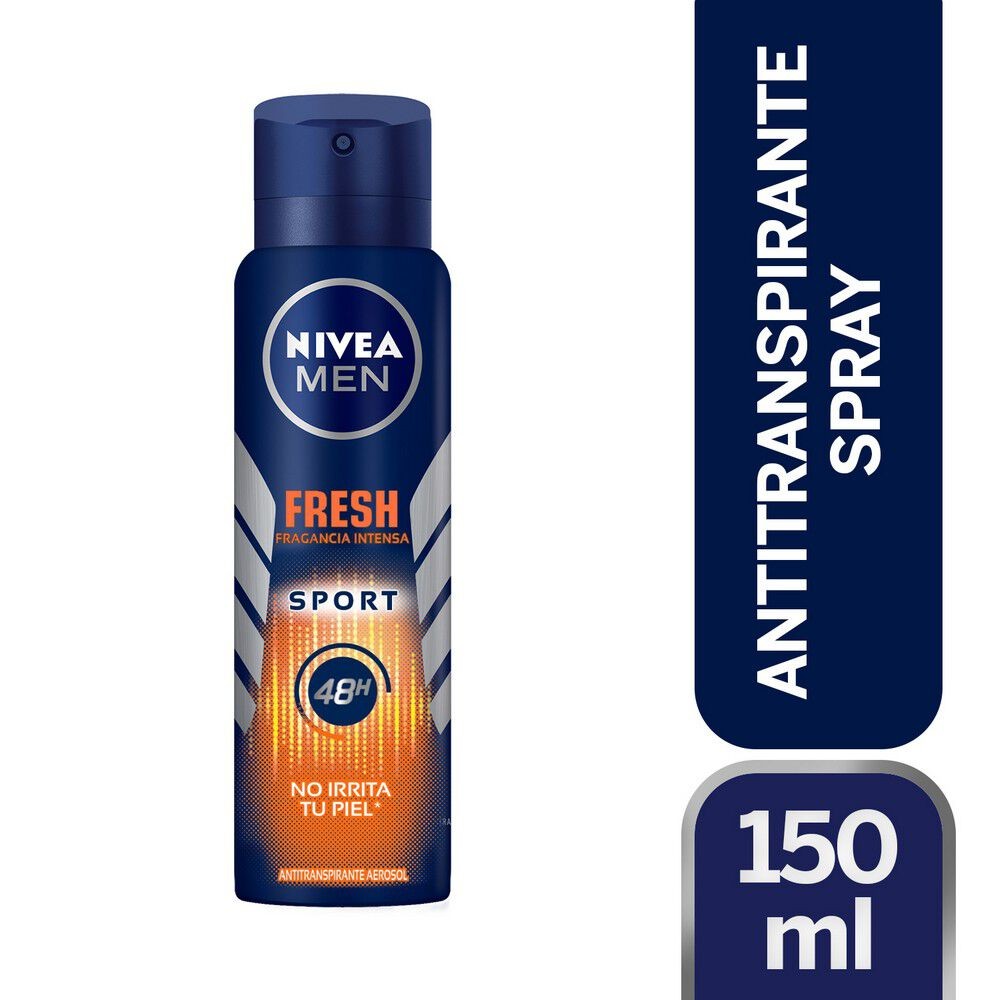 NIVEA
MEN
FRESH
FRAGANCIA INTENSA
SPORT
48H
NO IRRITA
TU PIEL*
ANTITRANSPIRANTE AEROSOL
ANTITRANSPIRANTE
SPRAY
150
ml